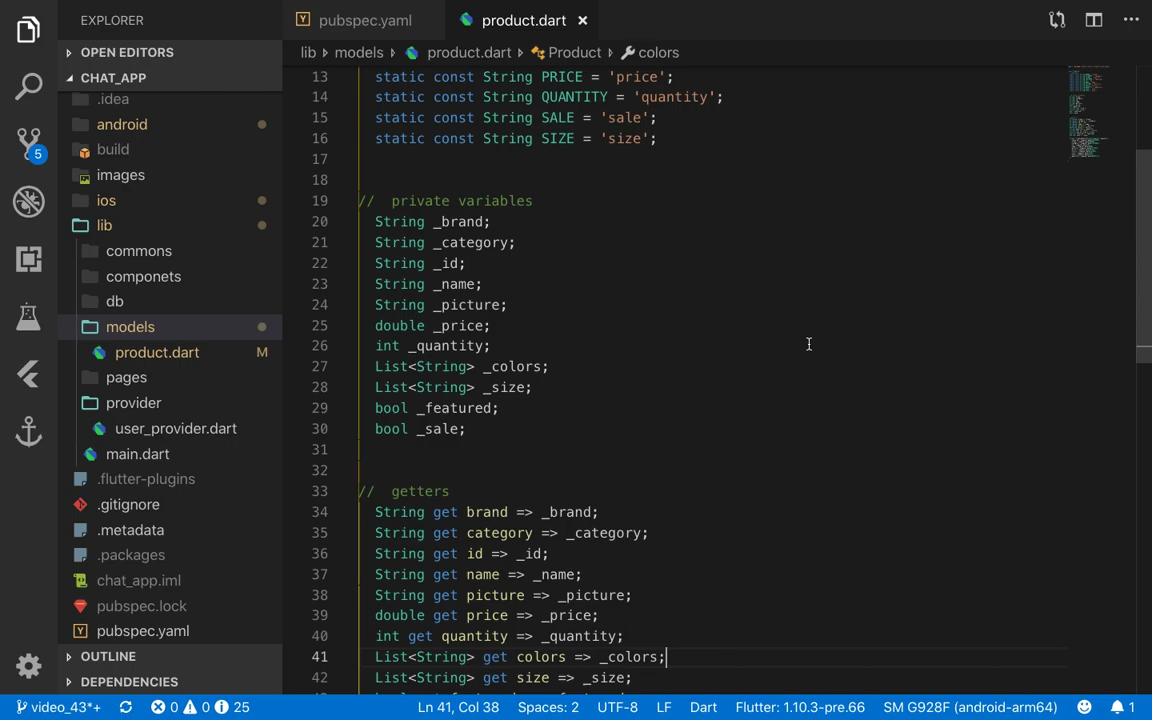 EXPLORER
OPEN EDITORS
CHAT_APP
.idea
android
build
images
ios
lib
commons
componets
db
models
product.dart M
pages
provider
user_provider.dart
main.dart
.flutter-plugins
.gitignore
.metadata
.packages
chat_app.iml
pubspec.lock
pubspec.yaml
OUTLINE
DEPENDENCIES
5
pubspec.yaml product.dart
lib models product.dart Product colors
13 static const String PRICE = 'price';
14 static const String QUANTITY = 'quantity';
15 static const String SALE = 'sale';
16 static const String SIZE = 'size';
17
18
19 // private variables
20 String _brand;
21 String _category;
22 String _id;
23 String _name;
24 String _picture;
25 double _price;
26 int _quantity;
27 List<String> _colors;
28 List<String> _size;
29 bool _featured;
30 bool _sale;
31
32
33 // getters
34 String get brand => _brand;
35 String get category => _category;
36 String get id => _id;
37 String get name => _name;
38 String get picture => _picture;
39 double get price => _price;
40 int get quantity => _quantity;
41 List<String> get colors => _colors;
42 List<String> get size => _size;
video_43*+ 0 0 25 Ln 41, Col 38 Spaces: 2 UTF-8 LF Dart Flutter: 1.10.3-pre.66 SM G928F (android-arm64) 1